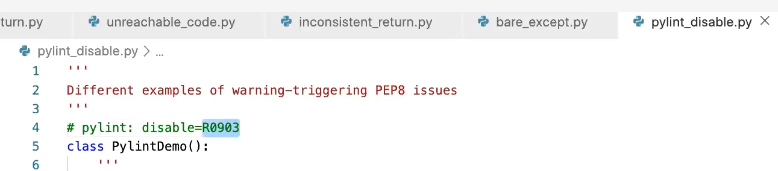 turn.py unreachable_code.py inconsistent_return.py bare_except.py pylint_disable.py ×
pylint_disable.py > ...
1 '''
2 Different examples of warning-triggering PEP8 issues
3 '''
4 # pylint: disable=R0903
5 class PylintDemo():
6 '''